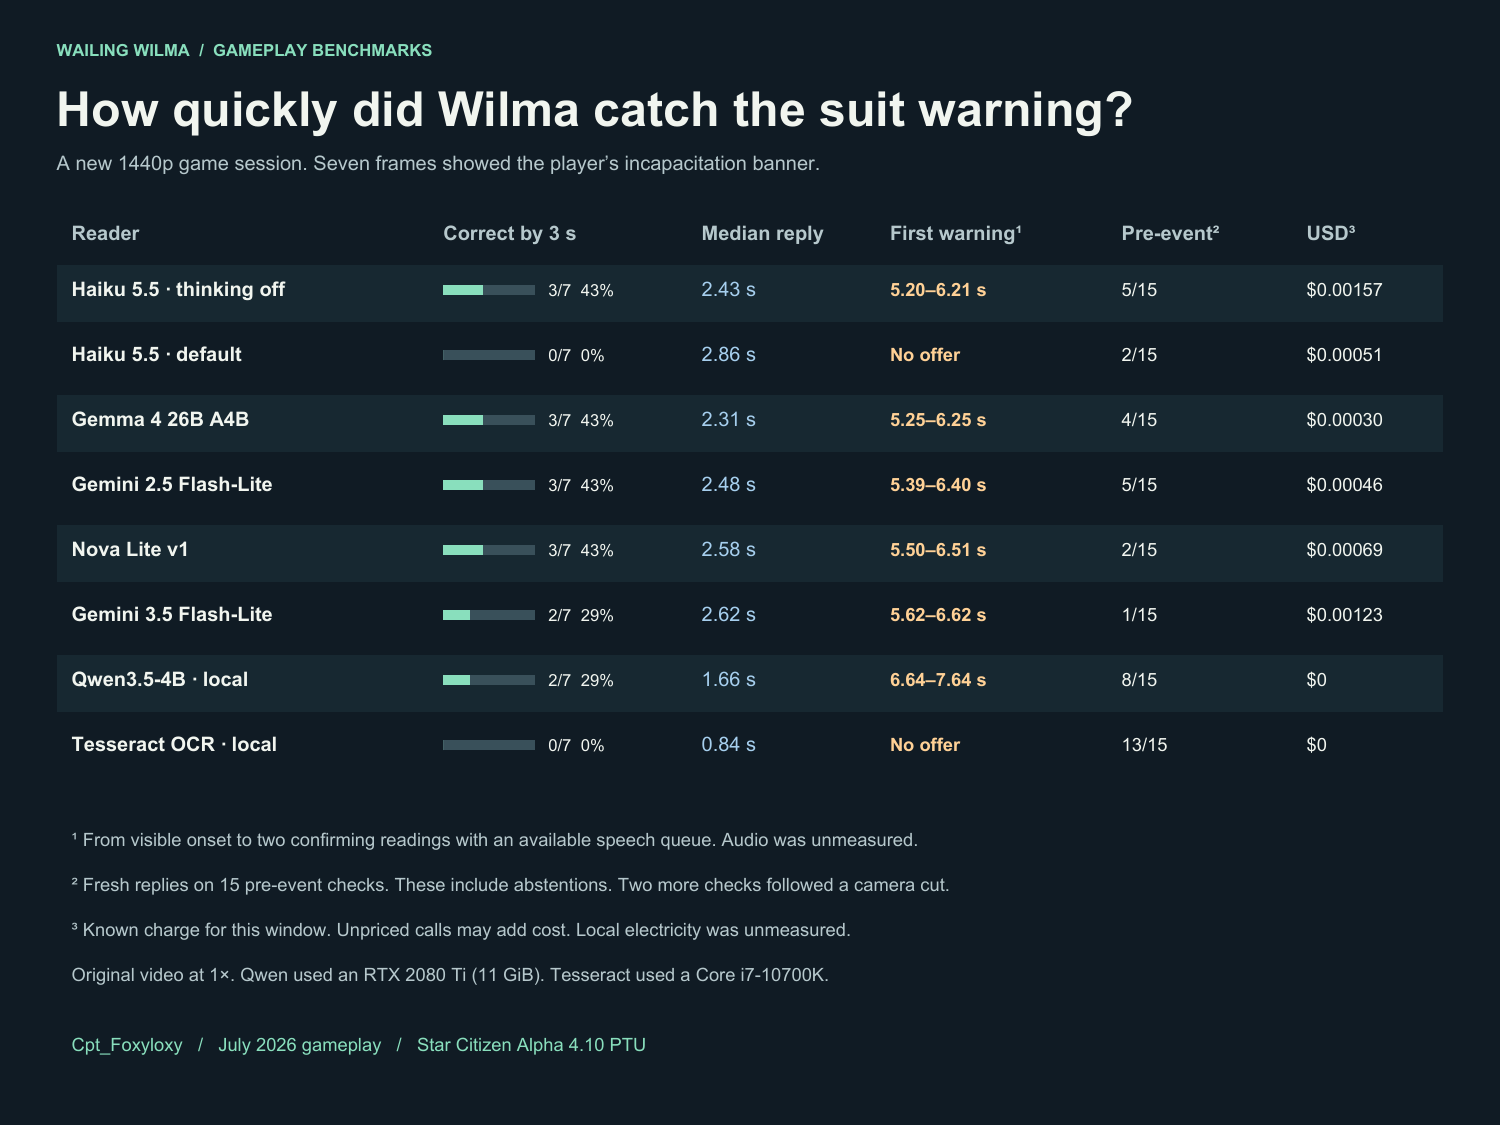 WAILING WILMA / GAMEPLAY BENCHMARKS
How quickly did Wilma catch the suit warning?
A new 1440p game session. Seven frames showed the player’s incapacitation banner.
Reader Correct by 3 s Median reply First warning¹ Pre-event² USD³
Haiku 5.5 · thinking off 3/7 43% 2.43 s 5.20–6.21 s 5/15 $0.00157
Haiku 5.5 · default 0/7 0% 2.86 s No offer 2/15 $0.00051
Gemma 4 26B A4B 3/7 43% 2.31 s 5.25–6.25 s 4/15 $0.00030
Gemini 2.5 Flash-Lite 3/7 43% 2.48 s 5.39–6.40 s 5/15 $0.00046
Nova Lite v1 3/7 43% 2.58 s 5.50–6.51 s 2/15 $0.00069
Gemini 3.5 Flash-Lite 2/7 29% 2.62 s 5.62–6.62 s 1/15 $0.00123
Qwen3.5-4B · local 2/7 29% 1.66 s 6.64–7.64 s 8/15 $0
Tesseract OCR · local 0/7 0% 0.84 s No offer 13/15 $0
¹ From visible onset to two confirming readings with an available speech queue. Audio was unmeasured.
² Fresh replies on 15 pre-event checks. These include abstentions. Two more checks followed a camera cut.
³ Known charge for this window. Unpriced calls may add cost. Local electricity was unmeasured.
Original video at 1×. Qwen used an RTX 2080 Ti (11 GiB). Tesseract used a Core i7-10700K.
Cpt_Foxyloxy / July 2026 gameplay / Star Citizen Alpha 4.10 PTU